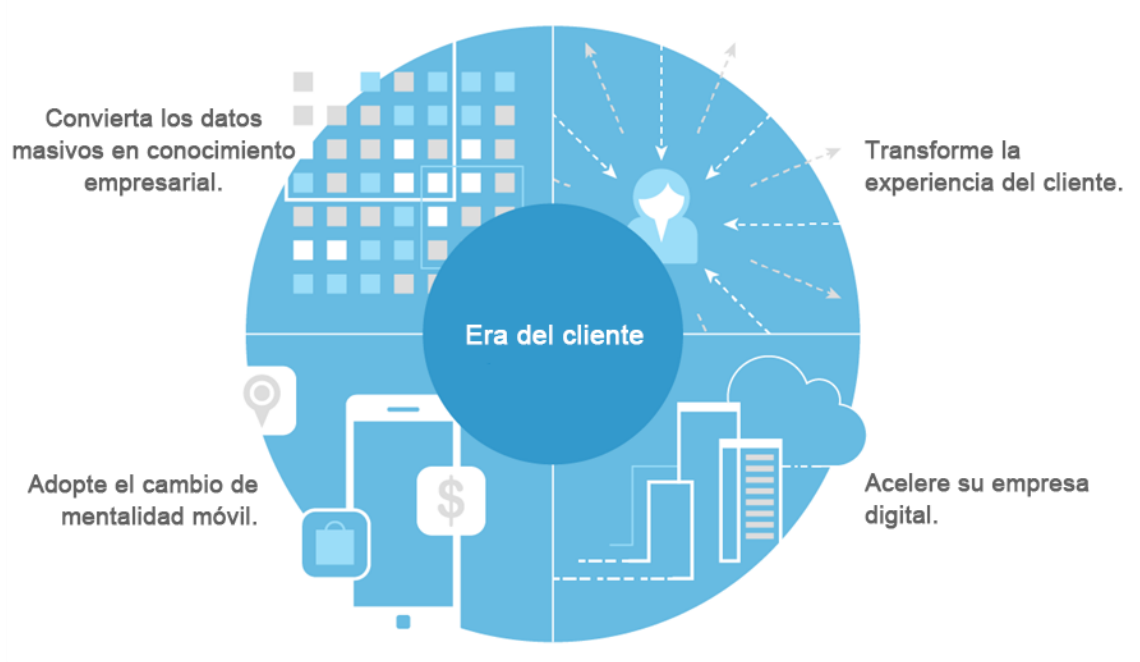 Convierta los datos
masivos en conocimiento
empresarial.
Transforme la
experiencia del cliente.
Era del cliente
Adopte el cambio de
mentalidad móvil.
$
Acelere su empresa
digital.